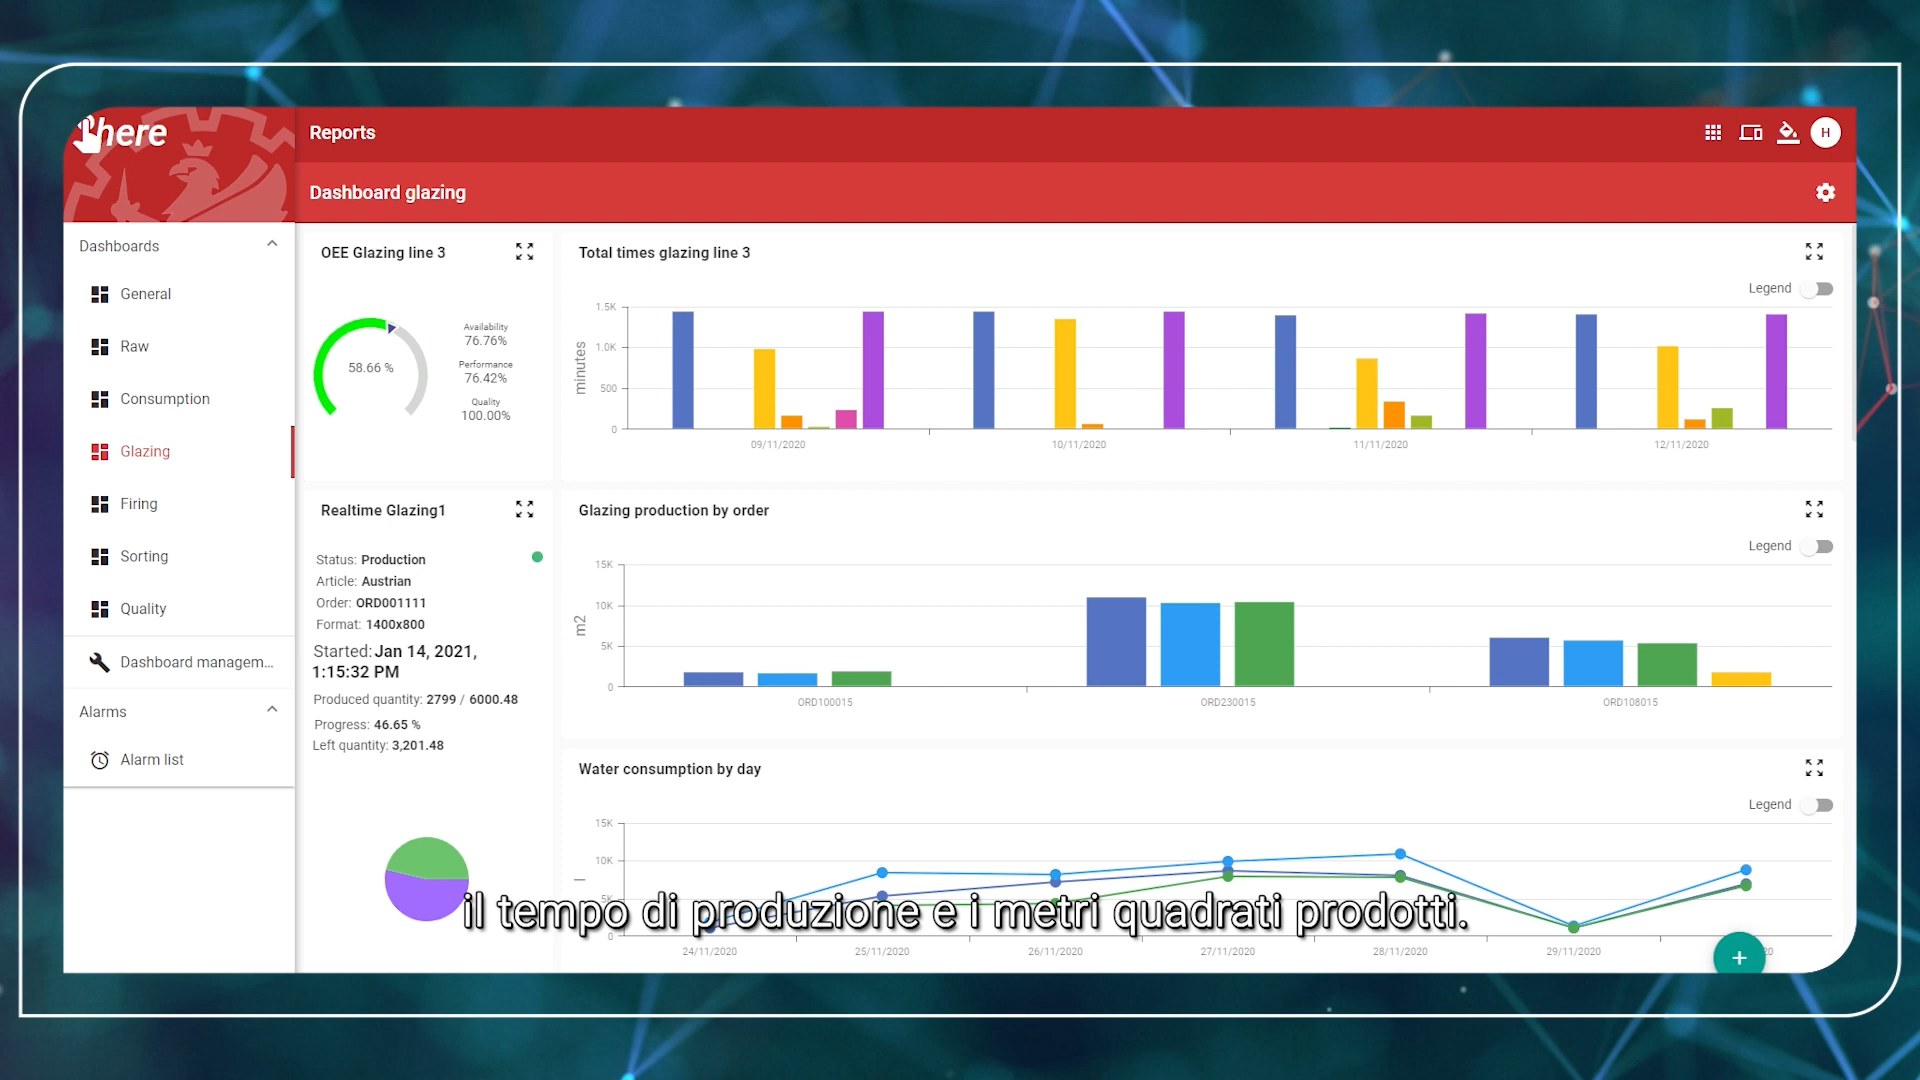 here
Reports
H
Dashboard glazing
Dashboards
General
Raw
Consumption
Glazing
Firing
Sorting
Quality
Dashboard managem...
Alarms
Alarm list
OEE Glazing line 3
58.66 %
Availability
76.76%
Performance
76.42%
Quality
100.00%
Total times glazing line 3
Legend
minutes
1.5K
1.0K
500
0
09/11/2020
10/11/2020
11/11/2020
12/11/2020
Realtime Glazing1
Status: Production
Article: Austrian
Order: ORD001111
Format: 1400x800
Started: Jan 14, 2021,
1:15:32 PM
Produced quantity: 2799 / 6000.48
Progress: 46.65 %
Left quantity: 3,201.48
Glazing production by order
Legend
m2
15K
10K
5K
0
ORD100015
ORD230015
ORD108015
Water consumption by day
Legend
l
15K
10K
5K
0
24/11/2020
25/11/2020
26/11/2020
27/11/2020
28/11/2020
29/11/2020
20
+
il tempo di produzione e i metri quadrati prodotti.